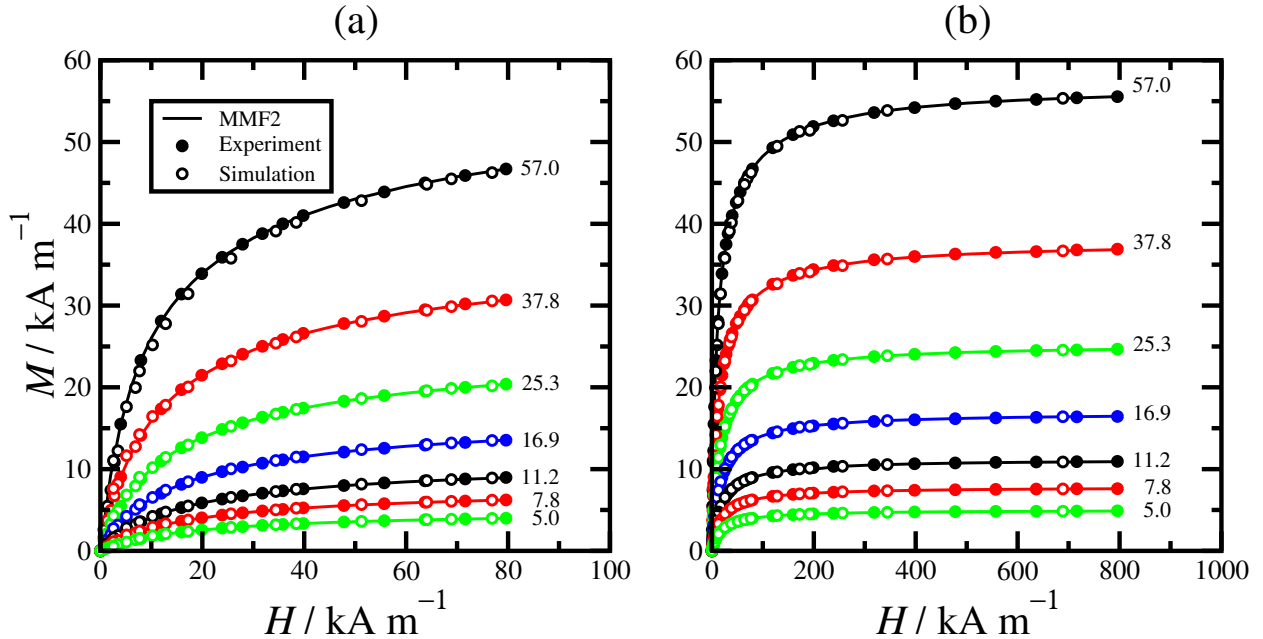 (a)
(b)
60
50
40
30
20
10
0
M / kA m⁻¹
MMF2
Experiment
Simulation
57.0
37.8
25.3
16.9
11.2
7.8
5.0
0 20 40 60 80 100
H / kA m⁻¹
60
50
40
30
20
10
0
57.0
37.8
25.3
16.9
11.2
7.8
5.0
0 200 400 600 800 1000
H / kA m⁻¹